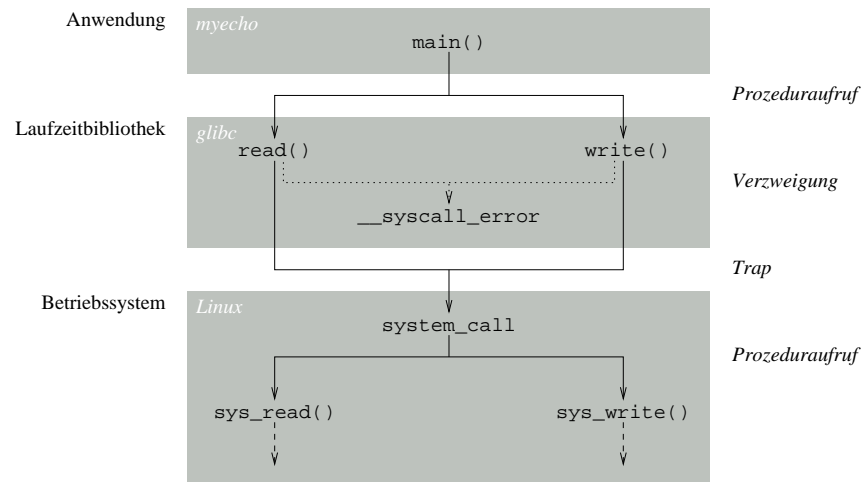 Anwendung
myecho
main()
Prozeduraufruf
Laufzeitbibliothek
glibc
read()
write()
Verzweigung
__syscall_error
Trap
Betriebssystem
Linux
system_call
Prozeduraufruf
sys_read()
sys_write()